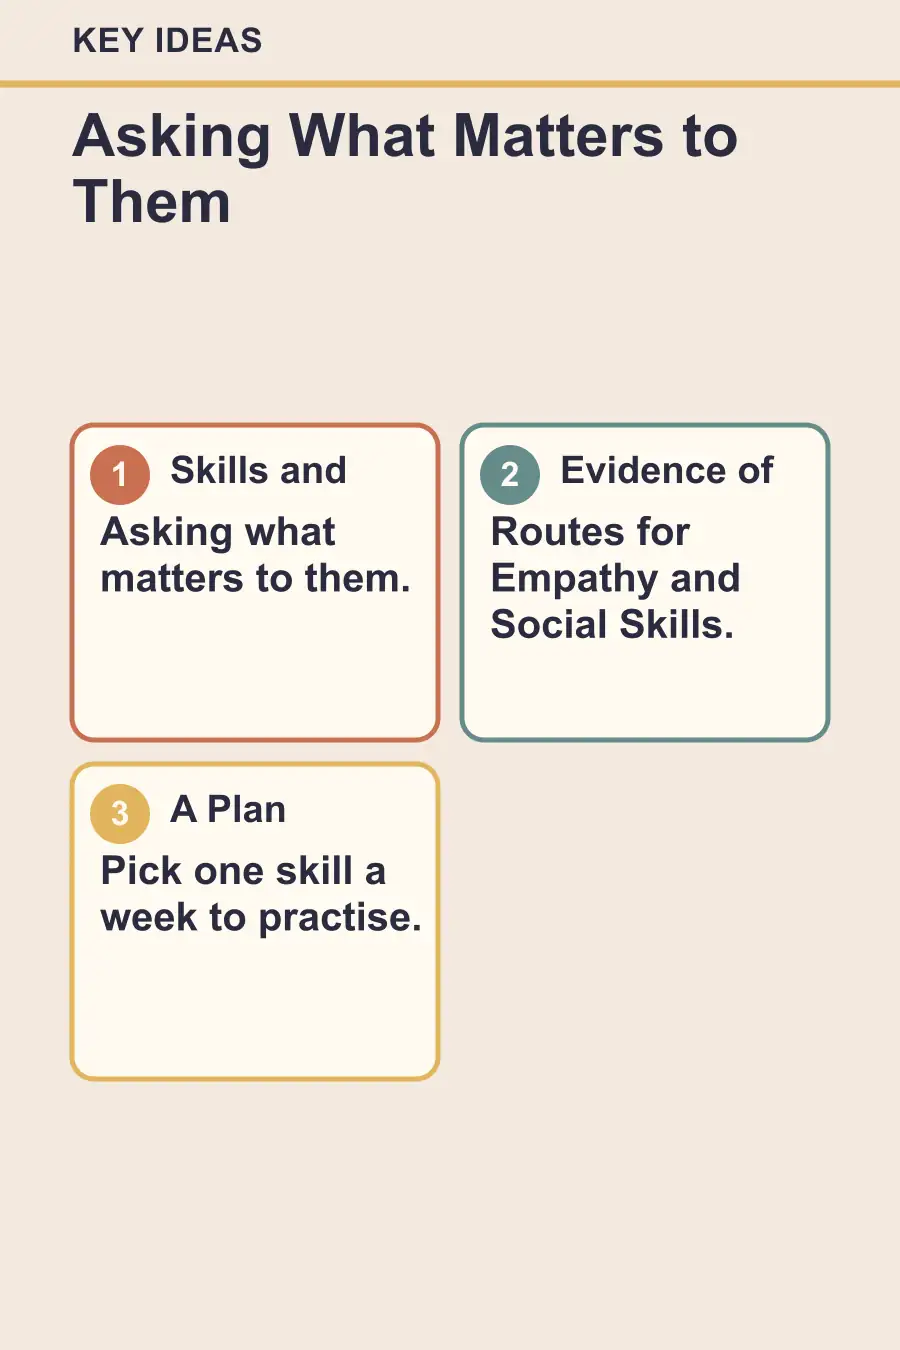 KEY IDEAS
Asking What Matters to
Them
1 Skills and
Asking what
matters to them.
2 Evidence of
Routes for
Empathy and
Social Skills.
3 A Plan
Pick one skill a
week to practise.